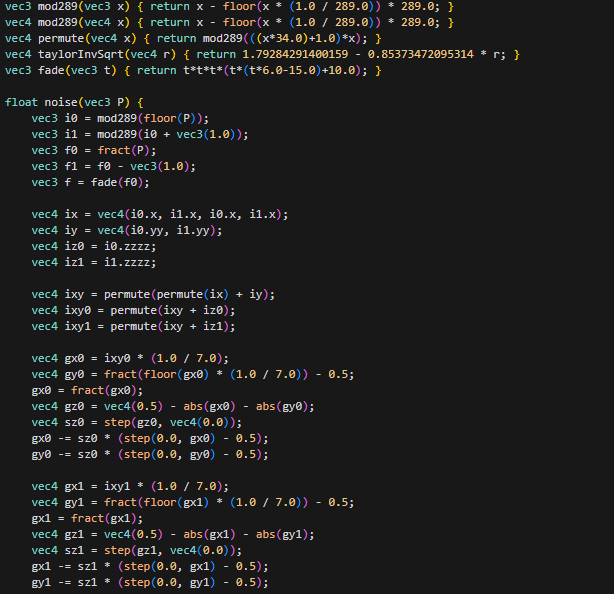 vec3 mod289(vec3 x) { return x - floor(x * (1.0 / 289.0)) * 289.0; }
vec4 mod289(vec4 x) { return x - floor(x * (1.0 / 289.0)) * 289.0; }
vec4 permute(vec4 x) { return mod289(((x*34.0)+1.0)*x); }
vec4 taylorInvSqrt(vec4 r) { return 1.79284291400159 - 0.85373472095314 * r; }
vec3 fade(vec3 t) { return t*t*t*(t*(t*6.0-15.0)+10.0); }

float noise(vec3 P) {
    vec3 i0 = mod289(floor(P));
    vec3 i1 = mod289(i0 + vec3(1.0));
    vec3 f0 = fract(P);
    vec3 f1 = f0 - vec3(1.0);
    vec3 f = fade(f0);

    vec4 ix = vec4(i0.x, i1.x, i0.x, i1.x);
    vec4 iy = vec4(i0.yy, i1.yy);
    vec4 iz0 = i0.zzzz;
    vec4 iz1 = i1.zzzz;

    vec4 ixy = permute(permute(ix) + iy);
    vec4 ixy0 = permute(ixy + iz0);
    vec4 ixy1 = permute(ixy + iz1);

    vec4 gx0 = ixy0 * (1.0 / 7.0);
    vec4 gy0 = fract(floor(gx0) * (1.0 / 7.0)) - 0.5;
    gx0 = fract(gx0);
    vec4 gz0 = vec4(0.5) - abs(gx0) - abs(gy0);
    vec4 sz0 = step(gz0, vec4(0.0));
    gx0 -= sz0 * (step(0.0, gx0) - 0.5);
    gy0 -= sz0 * (step(0.0, gy0) - 0.5);

    vec4 gx1 = ixy1 * (1.0 / 7.0);
    vec4 gy1 = fract(floor(gx1) * (1.0 / 7.0)) - 0.5;
    gx1 = fract(gx1);
    vec4 gz1 = vec4(0.5) - abs(gx1) - abs(gy1);
    vec4 sz1 = step(gz1, vec4(0.0));
    gx1 -= sz1 * (step(0.0, gx1) - 0.5);
    gy1 -= sz1 * (step(0.0, gy1) - 0.5);